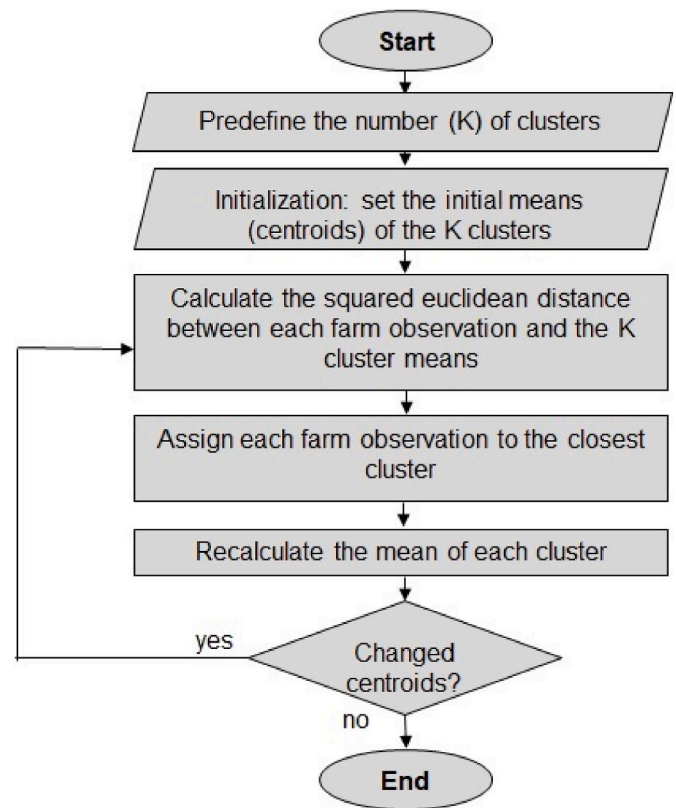 Start
Predefine the number (K) of clusters
Initialization: set the initial means
(centroids) of the K clusters
Calculate the squared euclidean distance
between each farm observation and the K
cluster means
Assign each farm observation to the closest
cluster
Recalculate the mean of each cluster
yes
Changed
centroids?
no
End